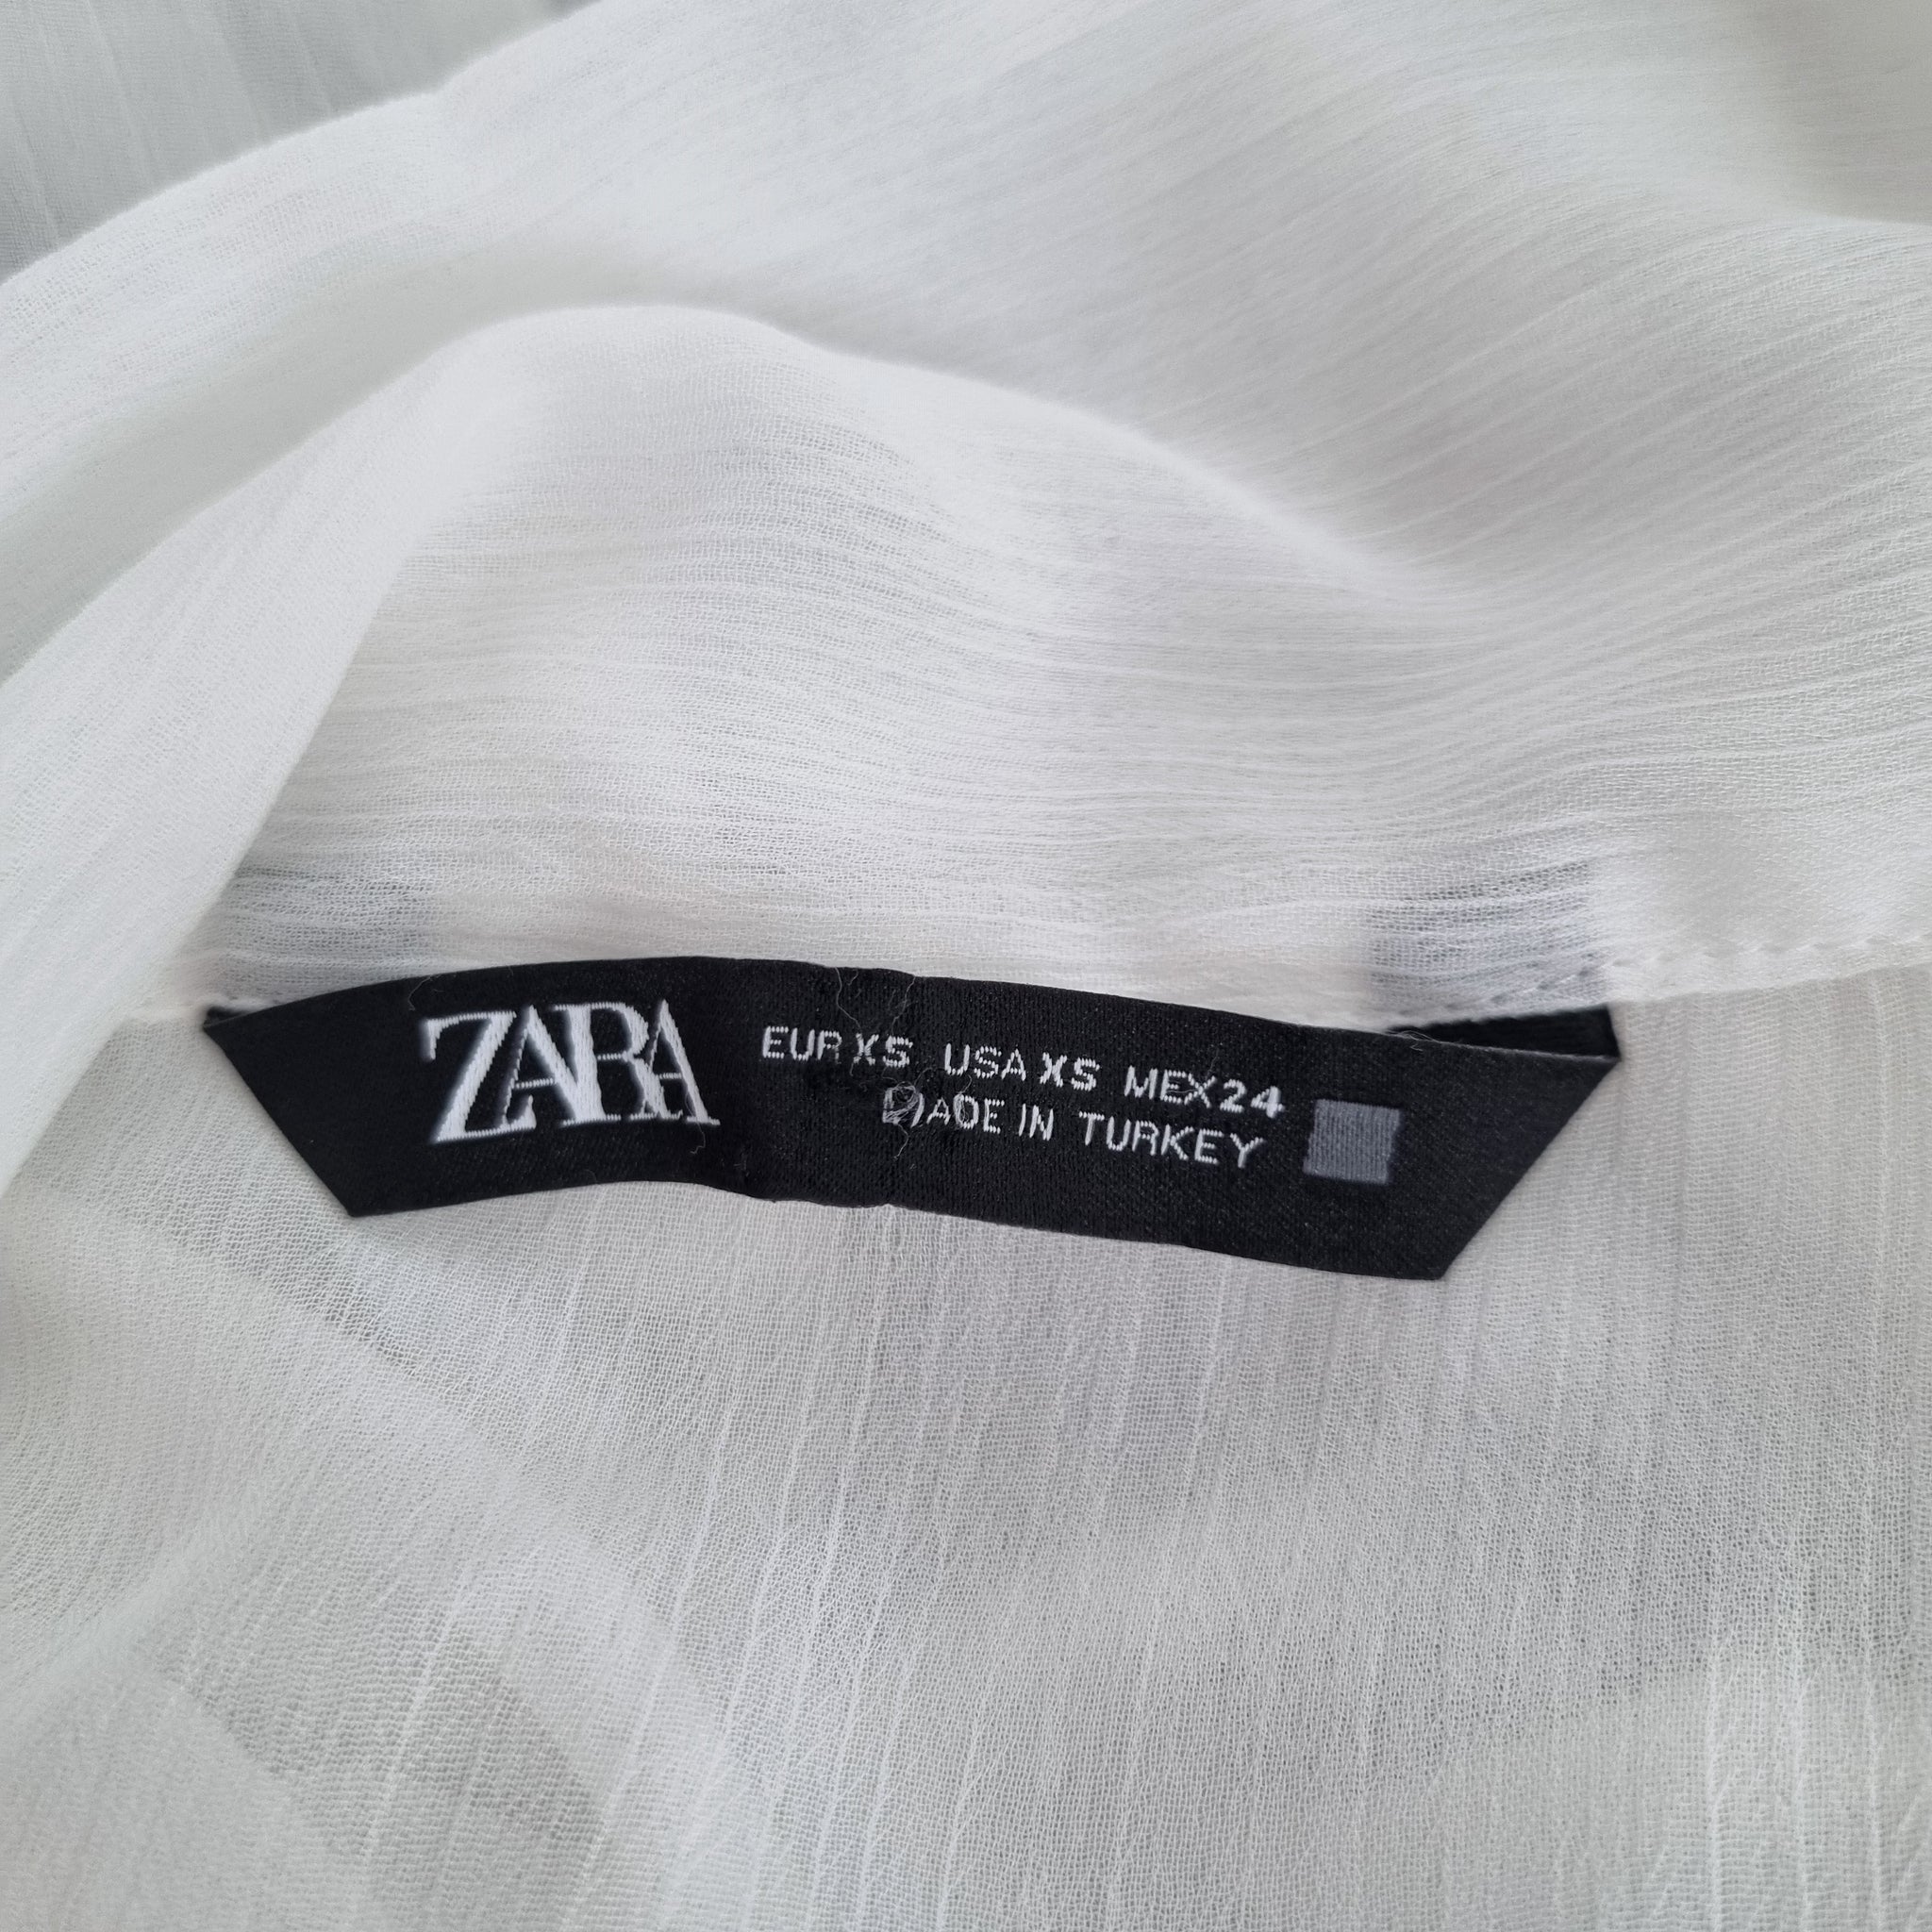 ZARA
EUR XS USA XS MEX 24
MADE IN TURKEY